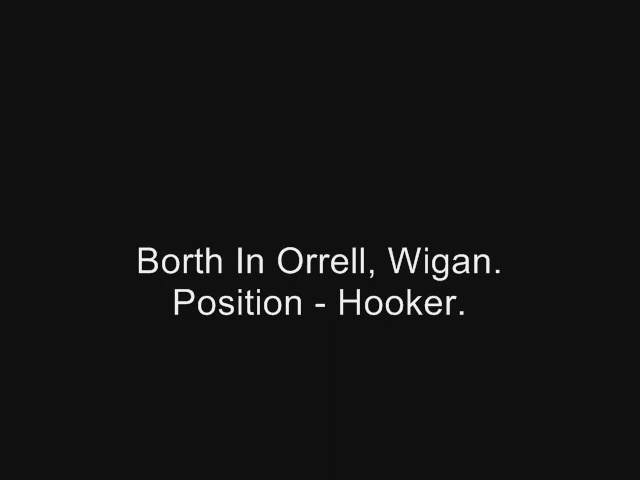 Borth In Orrell, Wigan.
Position - Hooker.